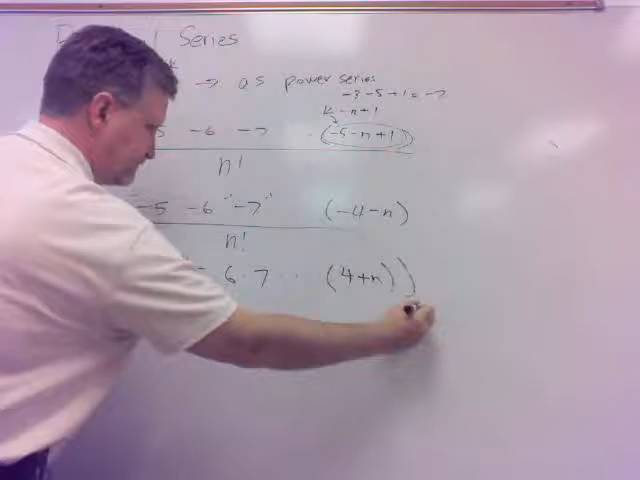 Series
→ as power series
-3-5+1=-7
k-n+1
5 -6 -7 . (-5-n+1)
n!
-5 -6 -7 (-4-n)
n!
6.7 .. (4+n))